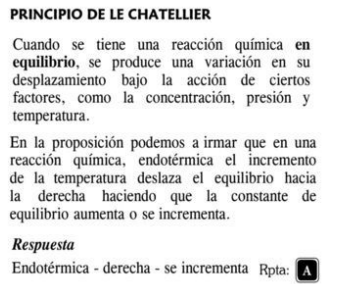 PRINCIPIO DE LE CHATELLIER
Cuando se tiene una reacción química en
equilibrio, se produce una variación en su
desplazamiento bajo la acción de ciertos
factores, como la concentración, presión y
temperatura.
En la proposición podemos a irmar que en una
reacción química, endotérmica el incremento
de la temperatura deslaza el equilibrio hacia
la derecha haciendo que la constante de
equilibrio aumenta o se incrementa.
Respuesta
Endotérmica - derecha - se incrementa Rpta: A